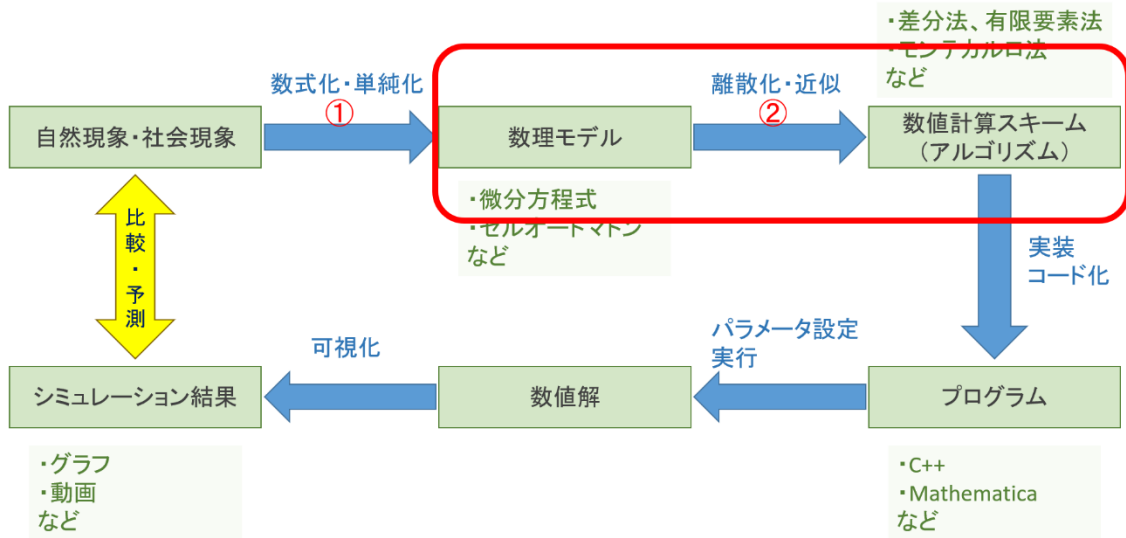 ・差分法、有限要素法
・モンテカルロ法
など
数式化・単純化
①
離散化・近似
②
自然現象・社会現象
数理モデル
数値計算スキーム
（アルゴリズム）
・微分方程式
・セルオートマトン
など
比較・予測
実装
コード化
パラメータ設定
実行
可視化
シミュレーション結果
数値解
プログラム
・グラフ
・動画
など
・C++
・Mathematica
など